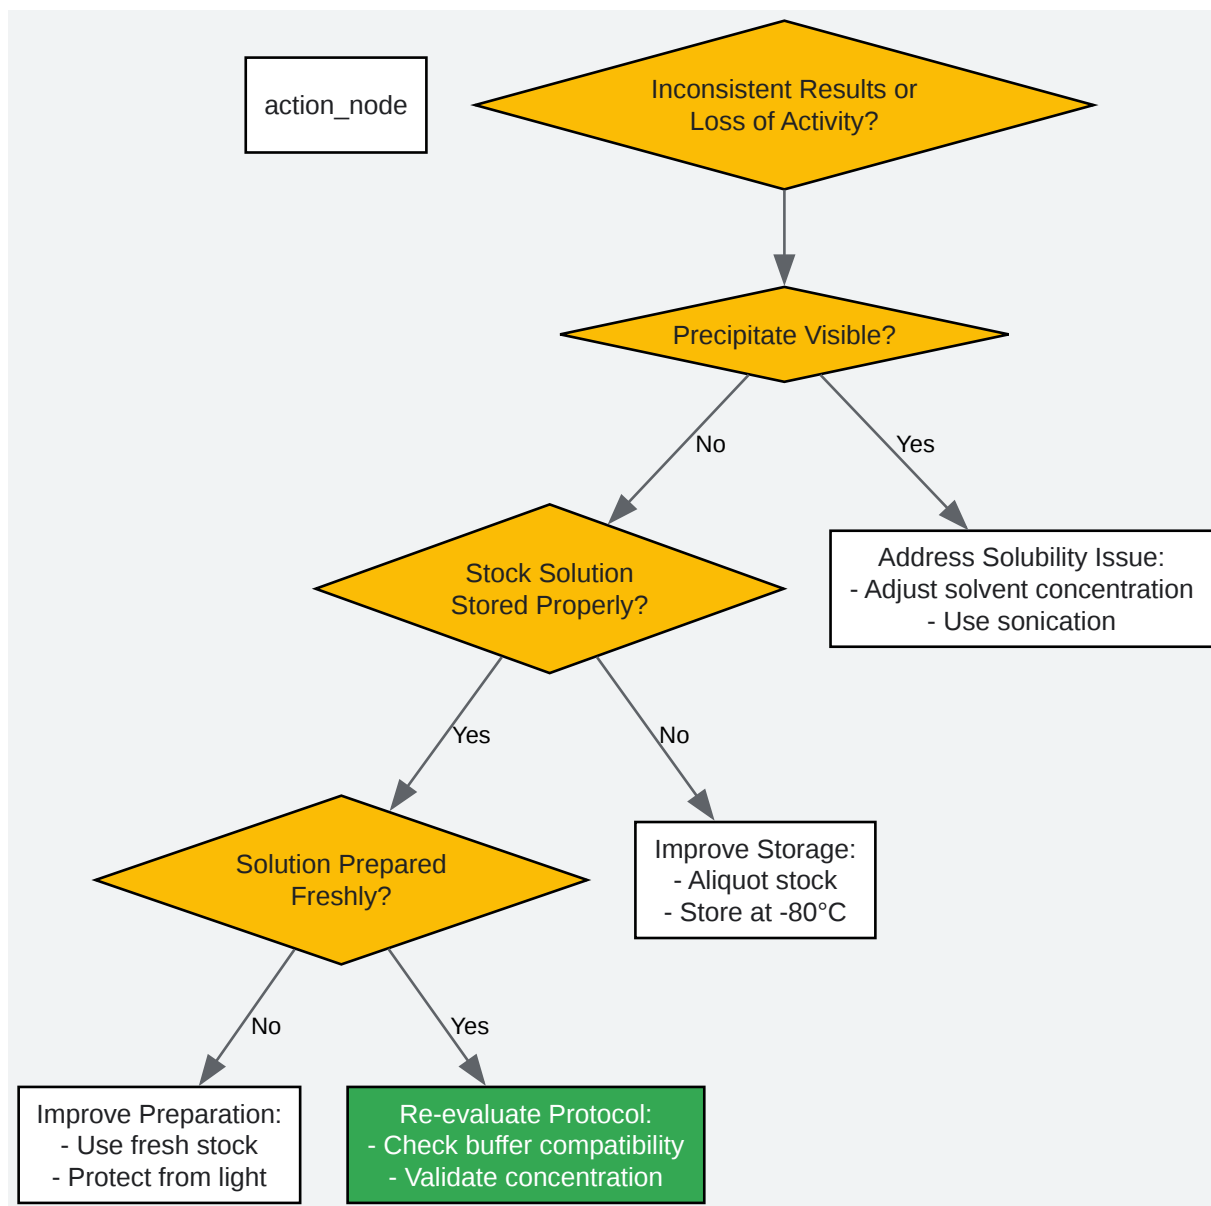 action_node
Inconsistent Results or
Loss of Activity?
Precipitate Visible?
No
Yes
Stock Solution
Stored Properly?
Address Solubility Issue:
- Adjust solvent concentration
- Use sonication
Yes
No
Solution Prepared
Freshly?
Improve Storage:
- Aliquot stock
- Store at -80°C
No
Yes
Improve Preparation:
- Use fresh stock
- Protect from light
Re-evaluate Protocol:
- Check buffer compatibility
- Validate concentration